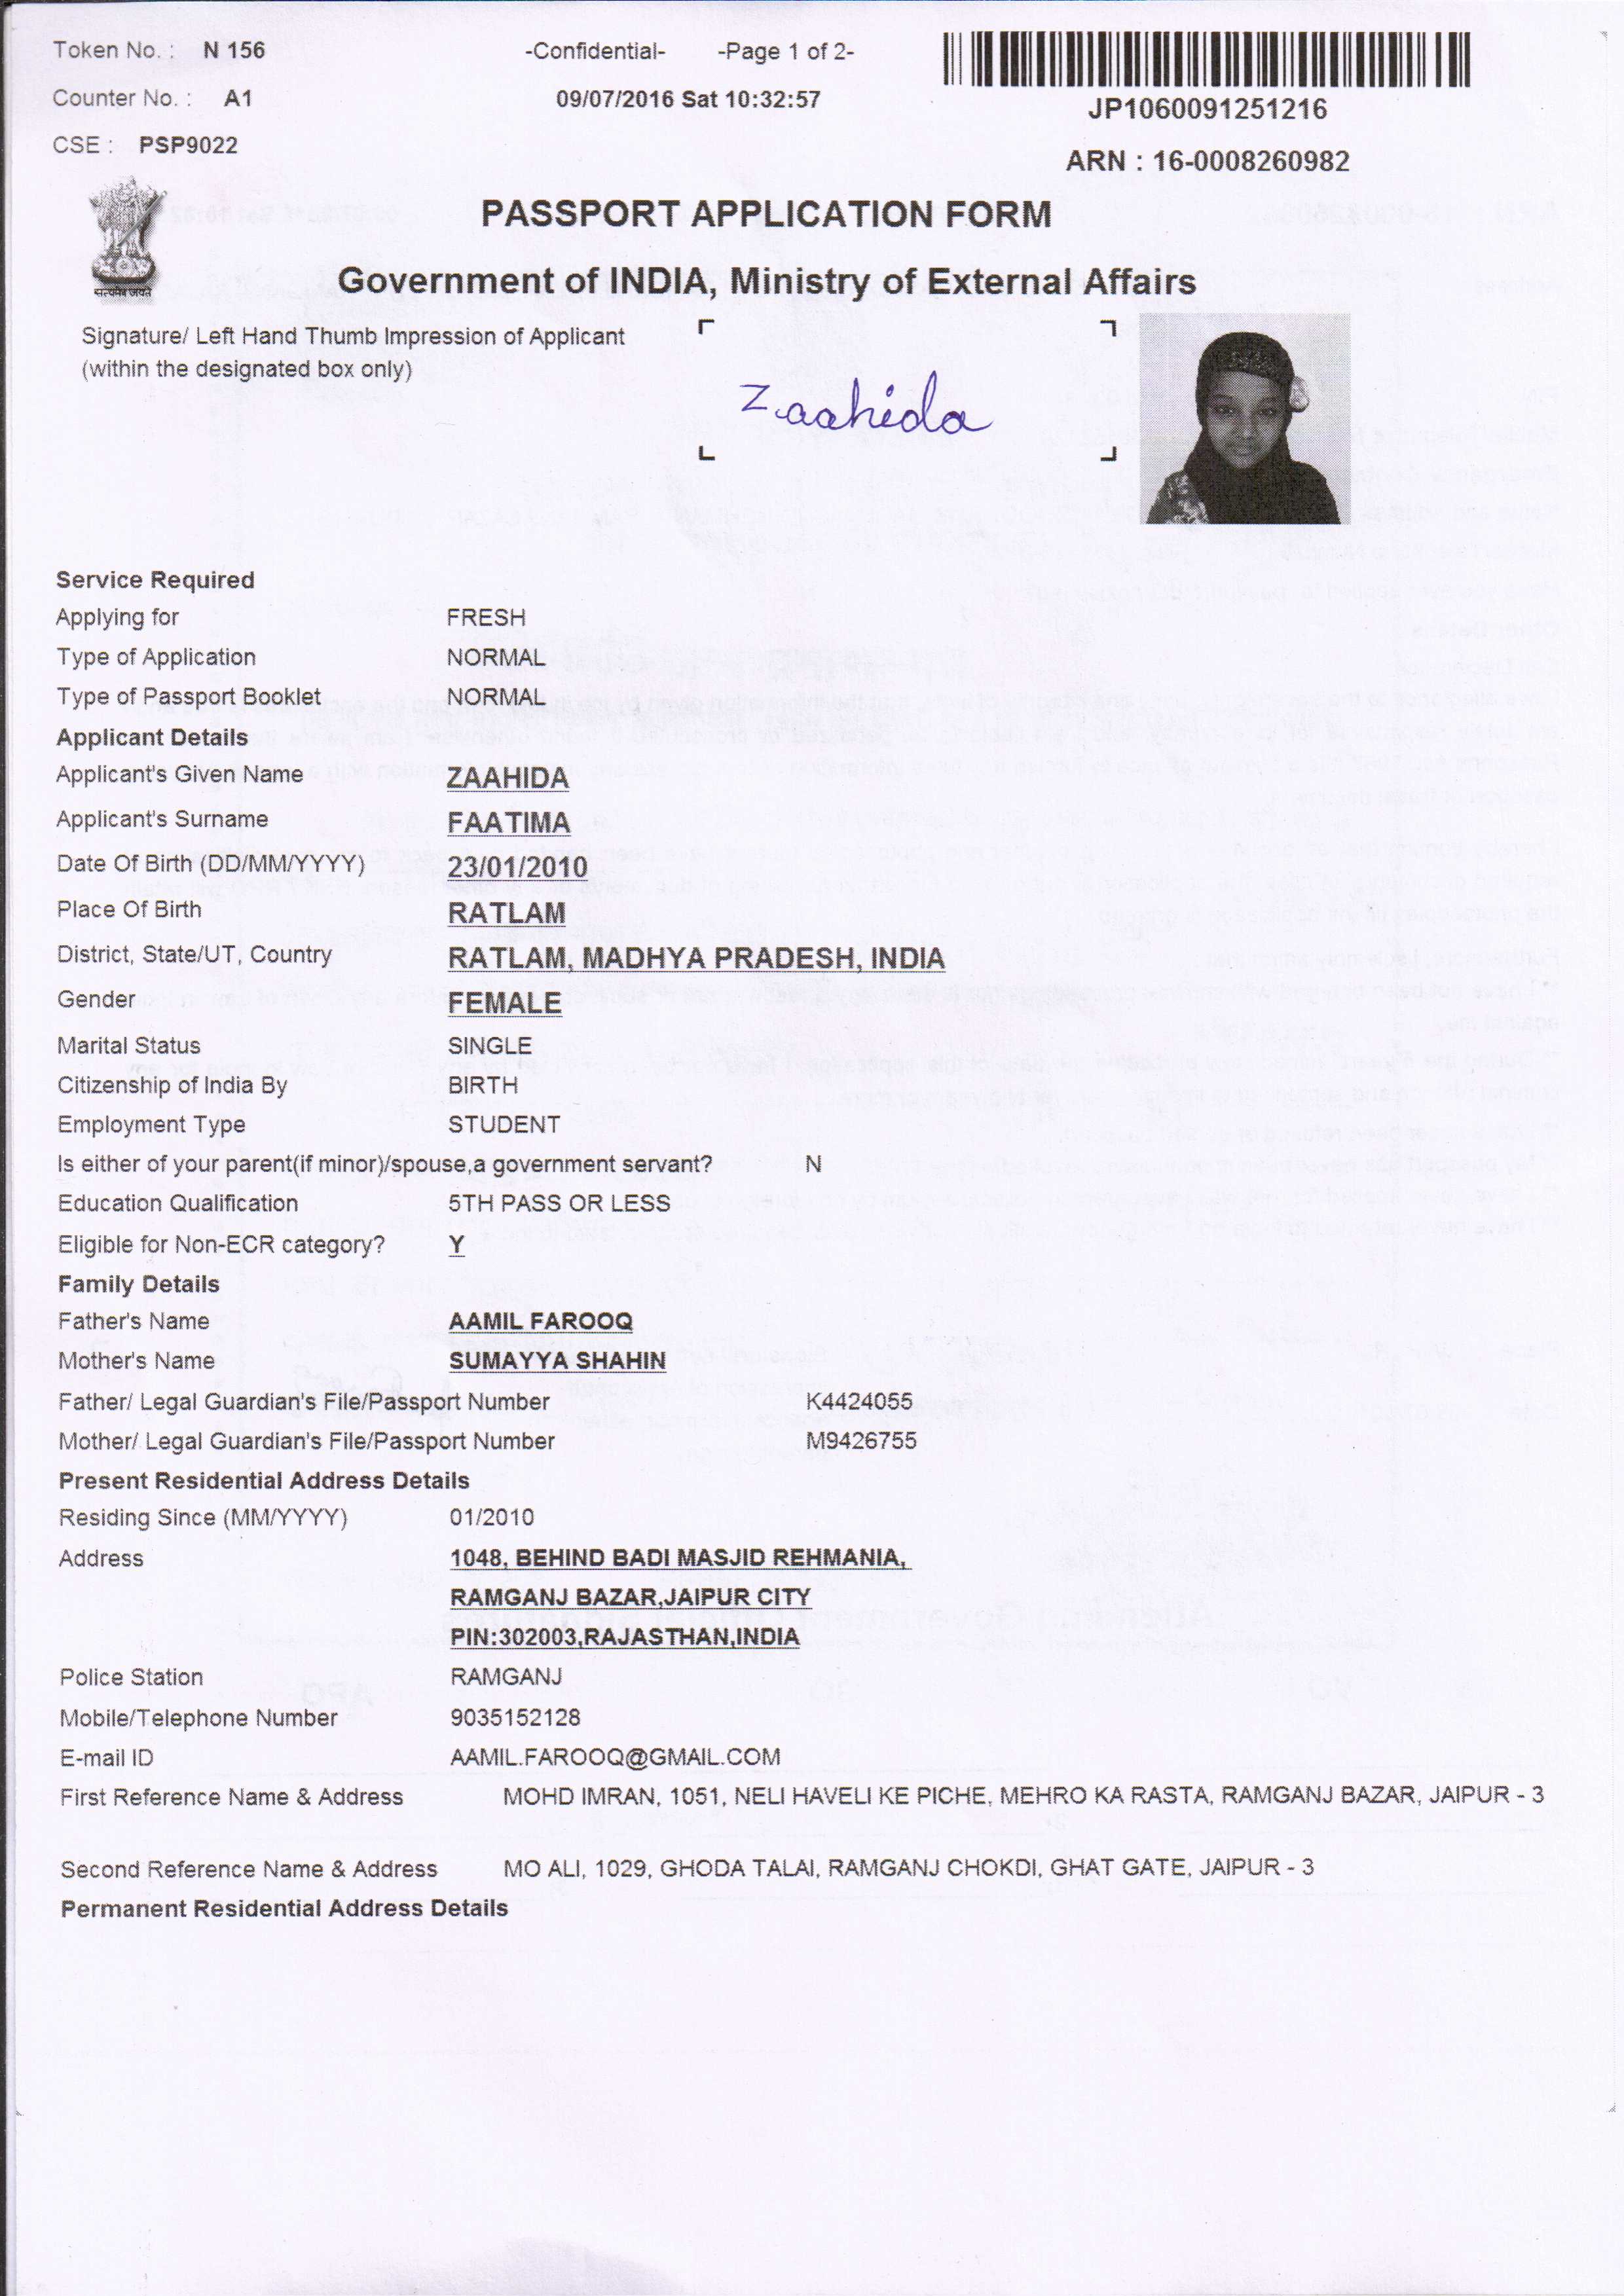 Token No. : N 156 -Confidential- -Page 1 of 2-
Counter No. : A1 09/07/2016 Sat 10:32:57
JP1060091251216
CSE : PSP9022
ARN : 16-0008260982
सत्यमेव जयते
PASSPORT APPLICATION FORM
Government of INDIA, Ministry of External Affairs
Signature/ Left Hand Thumb Impression of Applicant
(within the designated box only)
Zaahida
Service Required
Applying for FRESH
Type of Application NORMAL
Type of Passport Booklet NORMAL
Applicant Details
Applicant's Given Name ZAAHIDA
Applicant's Surname FAATIMA
Date Of Birth (DD/MM/YYYY) 23/01/2010
Place Of Birth RATLAM
District, State/UT, Country RATLAM, MADHYA PRADESH, INDIA
Gender FEMALE
Marital Status SINGLE
Citizenship of India By BIRTH
Employment Type STUDENT
Is either of your parent(if minor)/spouse,a government servant? N
Education Qualification 5TH PASS OR LESS
Eligible for Non-ECR category? Y
Family Details
Father's Name AAMIL FAROOQ
Mother's Name SUMAYYA SHAHIN
Father/ Legal Guardian's File/Passport Number K4424055
Mother/ Legal Guardian's File/Passport Number M9426755
Present Residential Address Details
Residing Since (MM/YYYY) 01/2010
Address 1048, BEHIND BADI MASJID REHMANIA,
RAMGANJ BAZAR,JAIPUR CITY
PIN:302003,RAJASTHAN,INDIA
Police Station RAMGANJ
Mobile/Telephone Number 9035152128
E-mail ID AAMIL.FAROOQ@GMAIL.COM
First Reference Name & Address MOHD IMRAN, 1051, NELI HAVELI KE PICHE, MEHRO KA RASTA, RAMGANJ BAZAR, JAIPUR - 3
Second Reference Name & Address MO ALI, 1029, GHODA TALAI, RAMGANJ CHOKDI, GHAT GATE, JAIPUR - 3
Permanent Residential Address Details